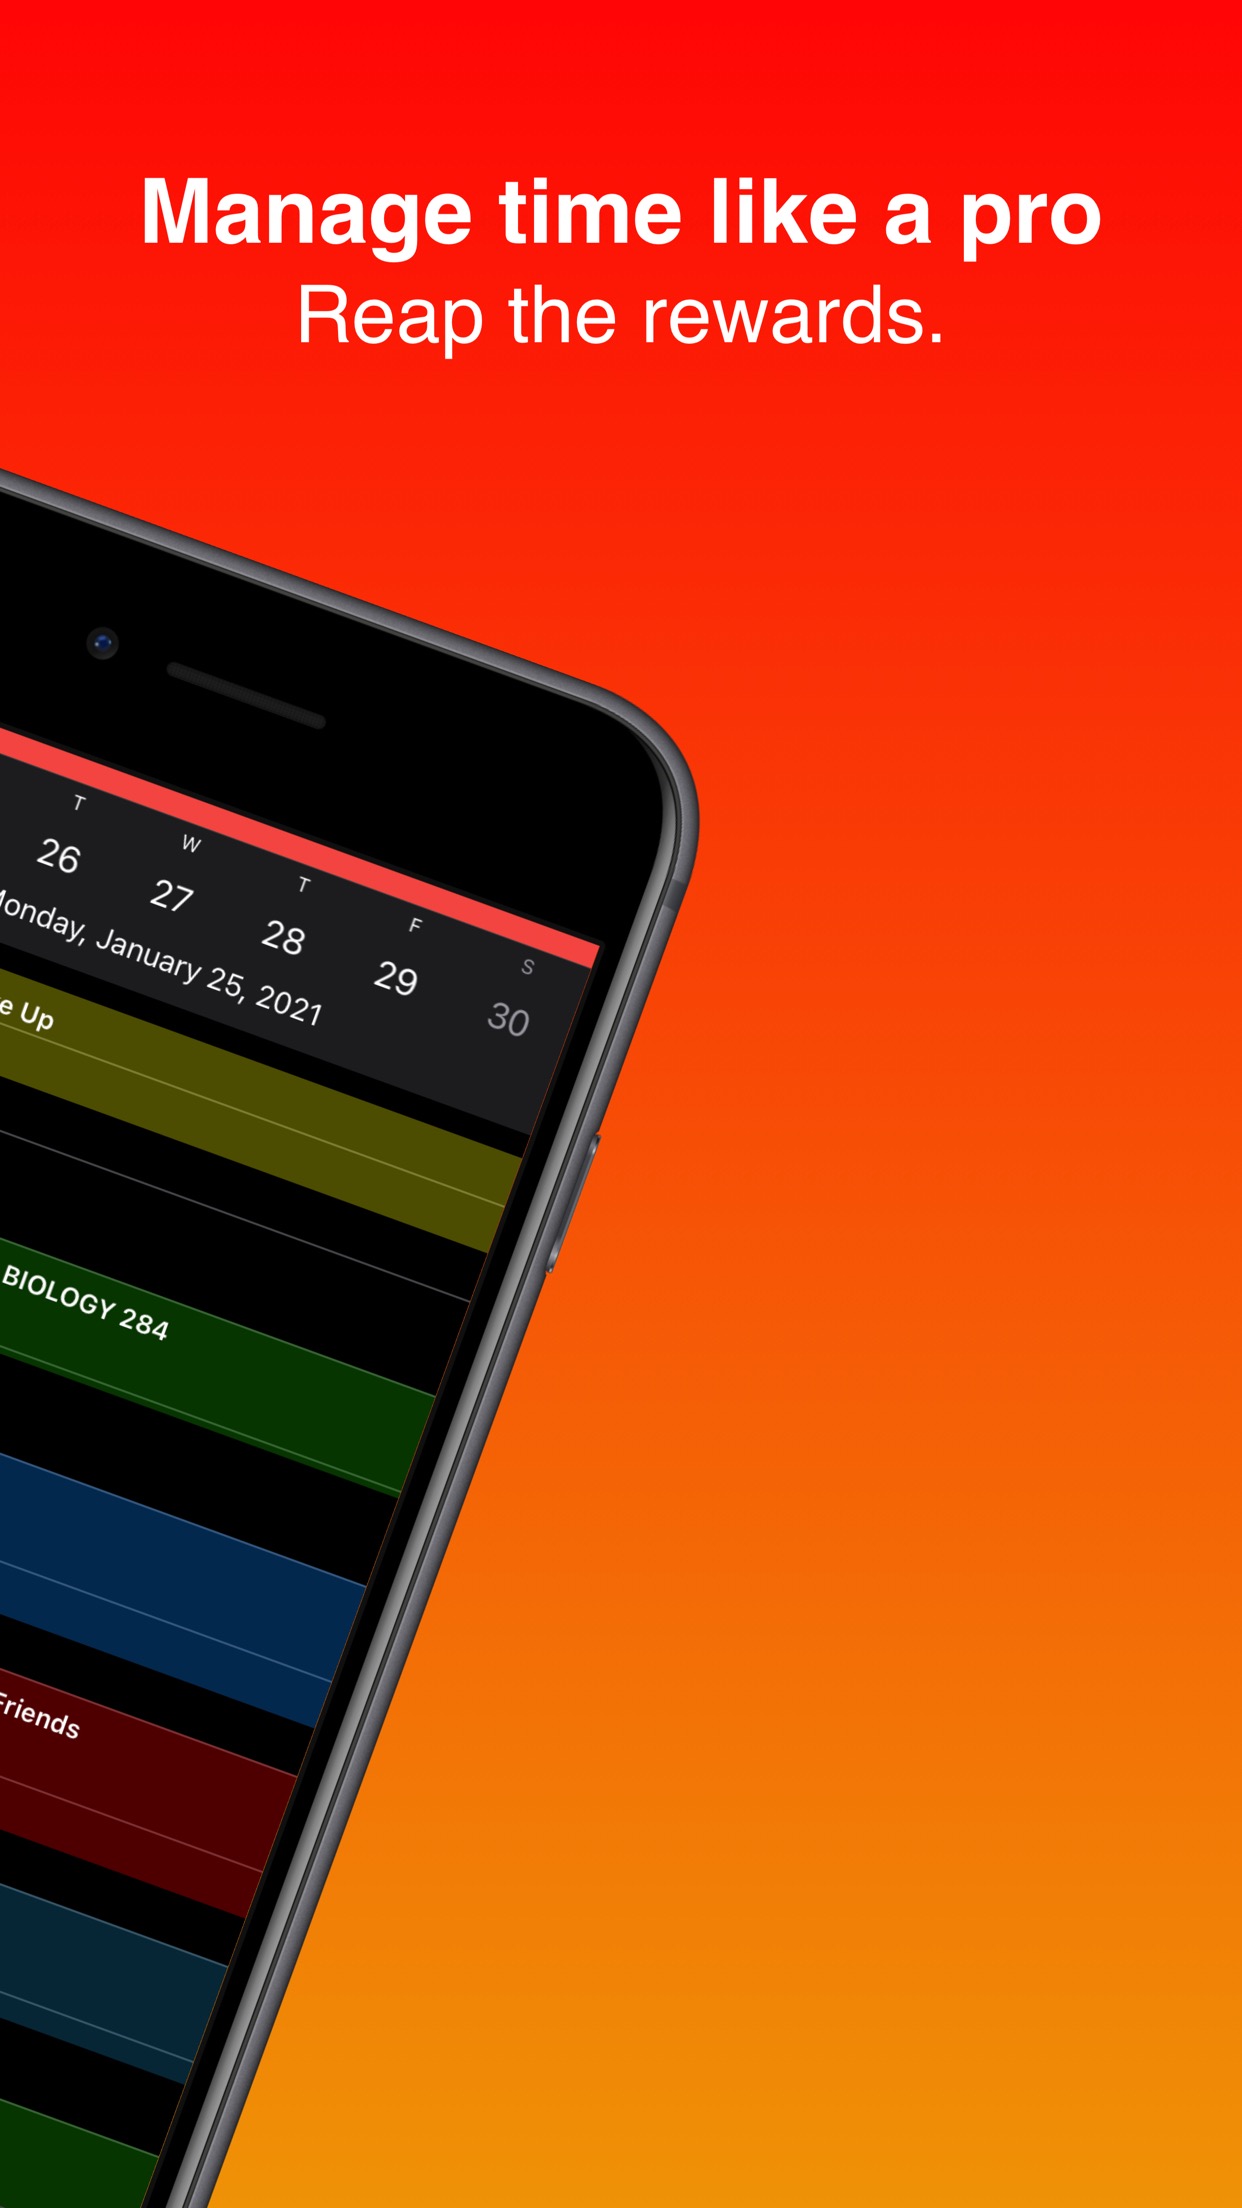 Manage time like a pro
Reap the rewards.
T W T F S
26 27 28 29 30
Monday, January 25, 2021
e Up
BIOLOGY 284
Friends